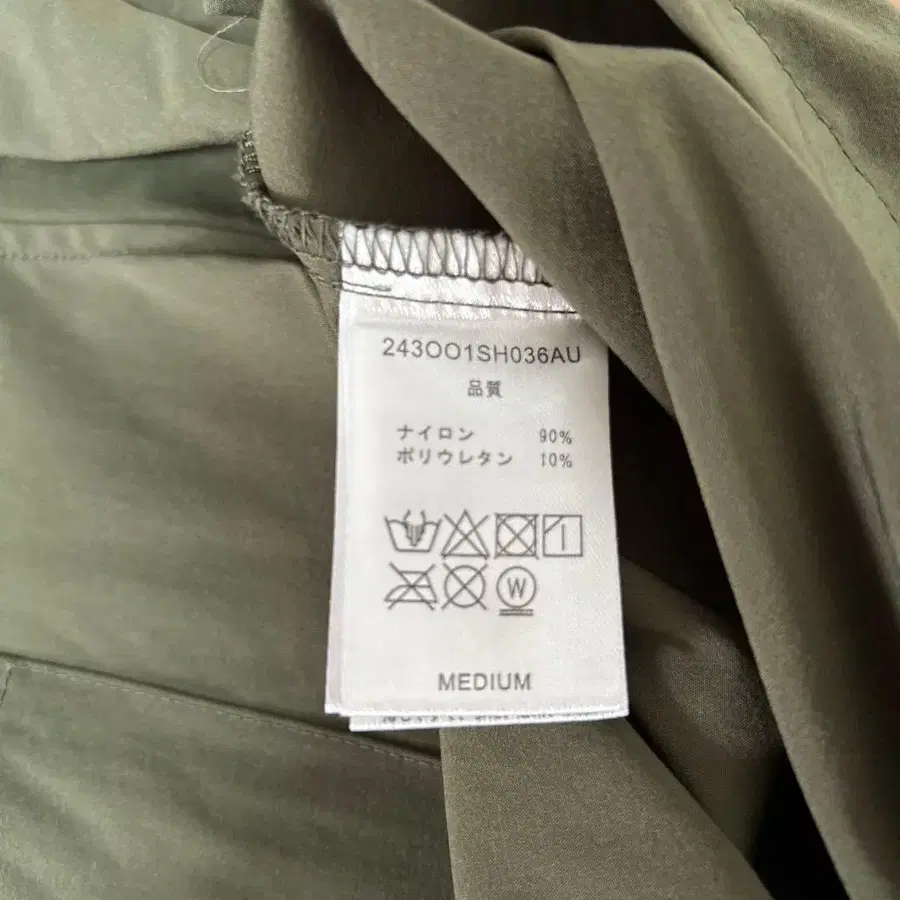 243OO1SH036AU
品質
ナイロン 90%
ポリウレタン 10%
W
MEDIUM